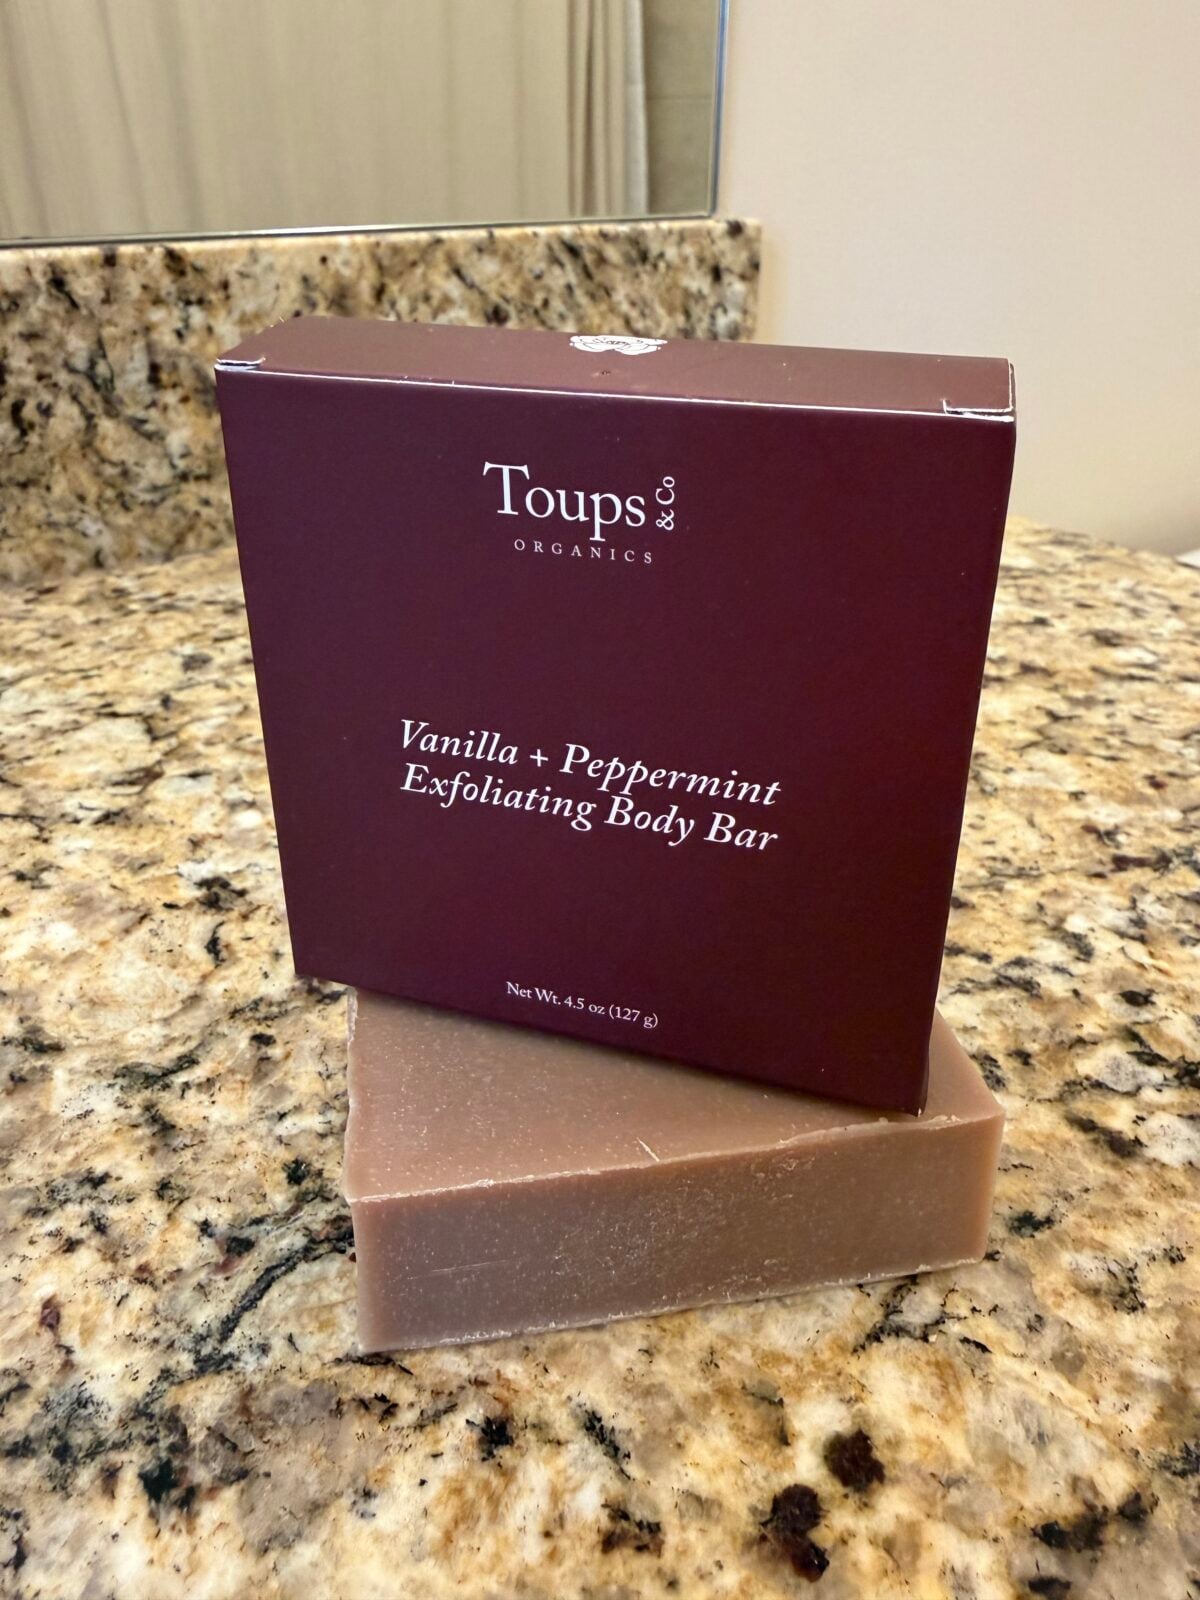 Toups & Co
ORGANICS
Vanilla + Peppermint
Exfoliating Body Bar
Net Wt. 4.5 oz (127 g)